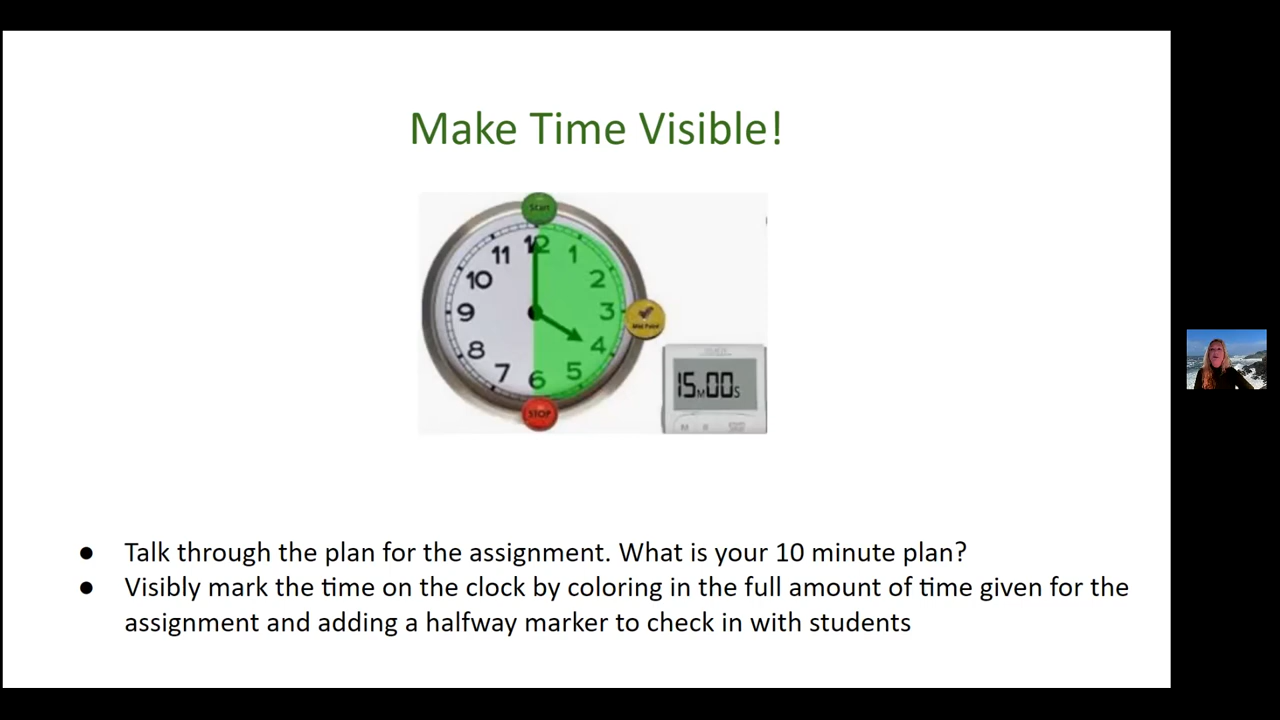 Make Time Visible!
Start
12
11
1
10
2
9
3
Mid Point
8
4
7
5
6
STOP
15M00S
M S
● Talk through the plan for the assignment. What is your 10 minute plan?
● Visibly mark the time on the clock by coloring in the full amount of time given for the
assignment and adding a halfway marker to check in with students